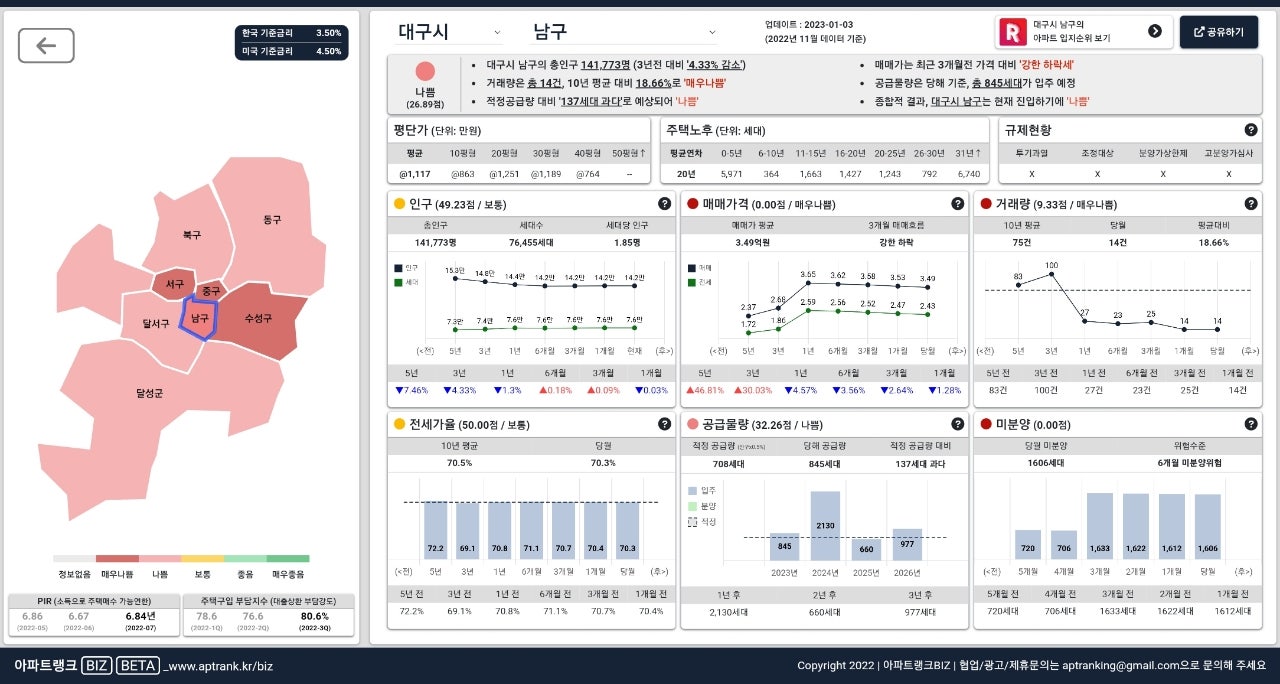 한국 기준금리 3.50%
미국 기준금리 4.50%
동구
북구
서구
중구
남구
수성구
달서구
달성군
정보없음 매우나쁨 나쁨 보통 좋음 매우좋음
PIR (소득으로 주택매수 가능연한)
6.86 6.67 6.84년
(2022-05) (2022-06) (2022-07)
주택구입 부담지수 (대출상환 부담강도)
78.6 76.6 80.6%
(2022-1Q) (2022-2Q) (2022-3Q)
대구시 남구
업데이트 : 2023-01-03
(2022년 11월 데이터 기준)
R
대구시 남구의
아파트 입지순위 보기
공유하기
나쁨
(26.89점)
• 대구시 남구의 총인구 141,773명 (3년전 대비 '4.33% 감소')
• 거래량은 총 14건, 10년 평균 대비 18.66%로 '매우나쁨'
• 적정공급량 대비 '137세대 과다'로 예상되어 '나쁨'
• 매매가는 최근 3개월전 가격 대비 '강한 하락세'
• 공급물량은 당해 기준, 총 845세대가 입주 예정
• 종합적 결과, 대구시 남구는 현재 진입하기에 '나쁨'
평단가 (단위: 만원)
평균 10평형 20평형 30평형 40평형 50평형↑
@1,117 @863 @1,251 @1,189 @764 --
주택노후 (단위: 세대)
평균연차 0-5년 6-10년 11-15년 16-20년 20-25년 26-30년 31년↑
20년 5,971 364 1,663 1,427 1,243 792 6,740
규제현황 ?
투기과열 조정대상 분양가상한제 고분양가심사
X X X X
인구 (49.23점 / 보통) ?
총인구 세대수 세대당 인구
141,773명 76,455세대 1.85명
인구
세대
15.3만 14.8만 14.4만 14.2만 14.2만 14.2만 14.2만
7.3만 7.4만 7.6만 7.6만 7.6만 7.6만 7.6만
(<전) 5년 3년 1년 6개월 3개월 1개월 현재 (후>)
5년 3년 1년 6개월 3개월 1개월
▼7.46% ▼4.33% ▼1.3% ▲0.18% ▲0.09% ▼0.03%
매매가격 (0.00점 / 매우나쁨) ?
매매가 평균 3개월 매매흐름
3.49억원 강한 하락
매매
전세
2.37 2.68 3.65 3.62 3.58 3.53 3.49
1.72 1.86 2.59 2.56 2.52 2.47 2.43
(<전) 5년 3년 1년 6개월 3개월 1개월 당월 (후>)
5년 3년 1년 6개월 3개월 1개월
▲46.81% ▲30.03% ▼4.57% ▼3.56% ▼2.64% ▼1.28%
거래량 (9.33점 / 매우나쁨) ?
10년 평균 당월 평균대비
75건 14건 18.66%
83 100 27 23 25 14 14
(<전) 5년 3년 1년 6개월 3개월 1개월 당월 (후>)
5년 전 3년 전 1년 전 6개월 전 3개월 전 1개월 전
83건 100건 27건 23건 25건 14건
전세가율 (50.00점 / 보통) ?
10년 평균 당월
70.5% 70.3%
72.2 69.1 70.8 71.1 70.7 70.4 70.3
(<전) 5년 3년 1년 6개월 3개월 1개월 당월 (후>)
5년 전 3년 전 1년 전 6개월 전 3개월 전 1개월 전
72.2% 69.1% 70.8% 71.1% 70.7% 70.4%
공급물량 (32.26점 / 나쁨) ?
적정 공급량 (인구x0.5%) 당해 공급량 적정 공급량 대비
708세대 845세대 137세대 과다
입주
분양
적정
845 2130 660 977
2023년 2024년 2025년 2026년
1년 후 2년 후 3년 후
2,130세대 660세대 977세대
미분양 (0.00점) ?
당월 미분양 위험수준
1606세대 6개월 미분양위험
720 706 1,633 1,622 1,612 1,606
(<전) 5개월 4개월 3개월 2개월 1개월 당월 (후>)
5개월 전 4개월 전 3개월 전 2개월 전 1개월 전
720세대 706세대 1633세대 1622세대 1612세대
아파트랭크 BIZ BETA _www.aptrank.kr/biz
Copyright 2022 | 아파트랭크BIZ | 협업/광고/제휴문의는 aptranking@gmail.com으로 문의해 주세요